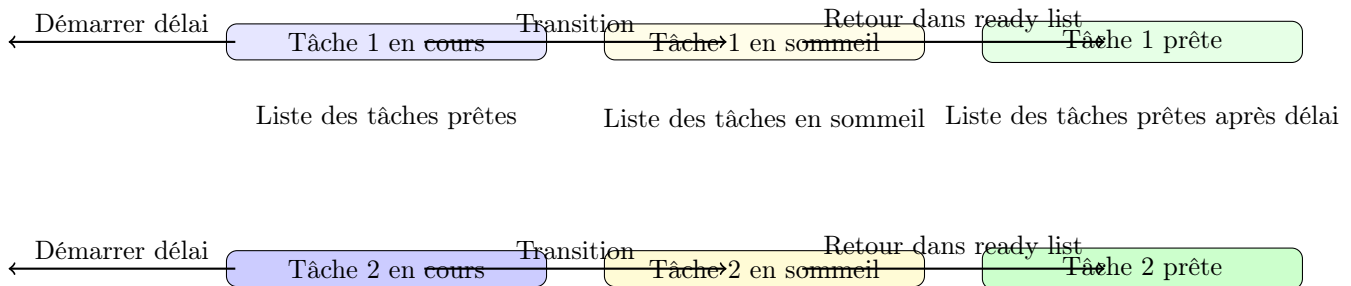 Démarrer délai
Tâche 1 en cours
Transition
Tâche 1 en sommeil
Retour dans ready list
Tâche 1 prête
Liste des tâches prêtes
Liste des tâches en sommeil
Liste des tâches prêtes après délai
Démarrer délai
Tâche 2 en cours
Transition
Tâche 2 en sommeil
Retour dans ready list
Tâche 2 prête